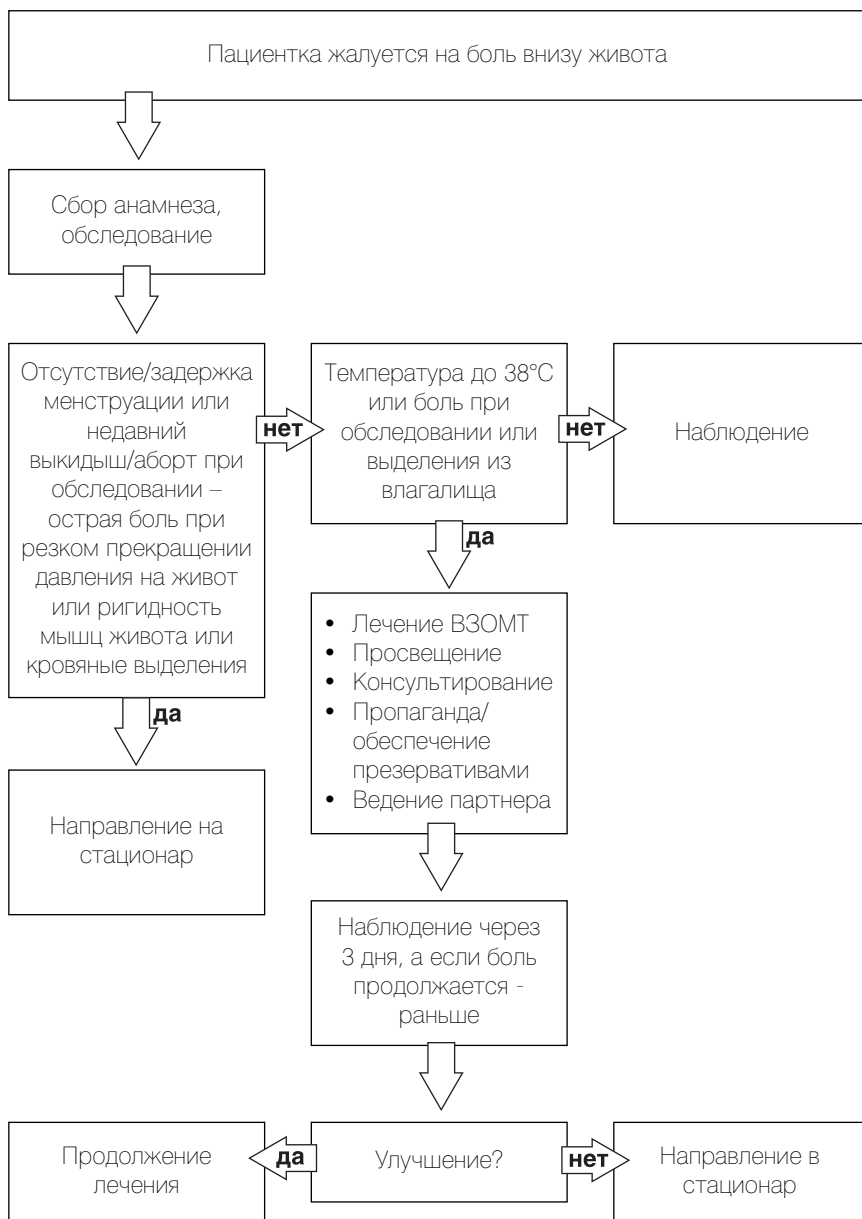 Пациентка жалуется на боль внизу живота
Сбор анамнеза,
обследование
Отсутствие/задержка
менструации или
недавний
выкидыш/аборт при
обследовании –
острая боль при
резком прекращении
давления на живот
или ригидность
мышц живота или
кровяные выделения
нет
Температура до 38°С
или боль при
обследовании или
выделения из
влагалища
нет
Наблюдение
да
• Лечение ВЗОМТ
• Просвещение
• Консультирование
• Пропаганда/
обеспечение
презервативами
• Ведение партнера
да
Направление на
стационар
Наблюдение через
3 дня, а если боль
продолжается -
раньше
Продолжение
лечения
да
Улучшение?
нет
Направление в
стационар